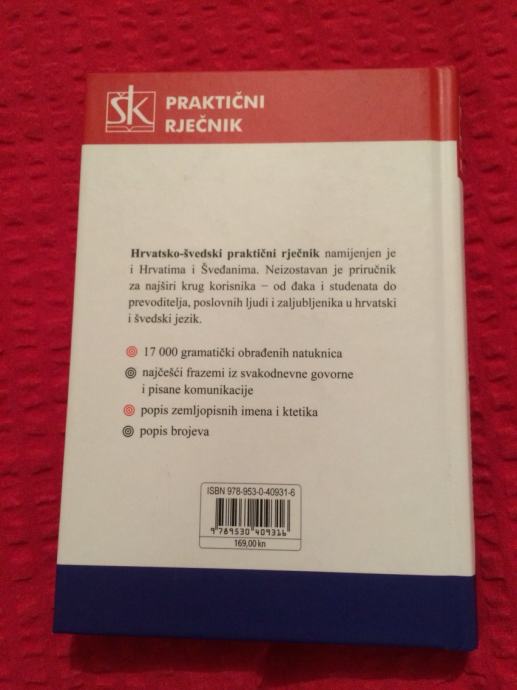 ŠK
PRAKTIČNI
RJEČNIK
Hrvatsko-švedski praktični rječnik namijenjen je
i Hrvatima i Šveđanima. Neizostavan je priručnik
za najširi krug korisnika – od đaka i studenata do
prevoditelja, poslovnih ljudi i zaljubljenika u hrvatski
i švedski jezik.
17 000 gramatički obrađenih natuknica
najčešći frazemi iz svakodnevne govorne
i pisane komunikacije
popis zemljopisnih imena i ktetika
popis brojeva
ISBN 978-953-0-40931-6
9 789530 409316
169,00 kn